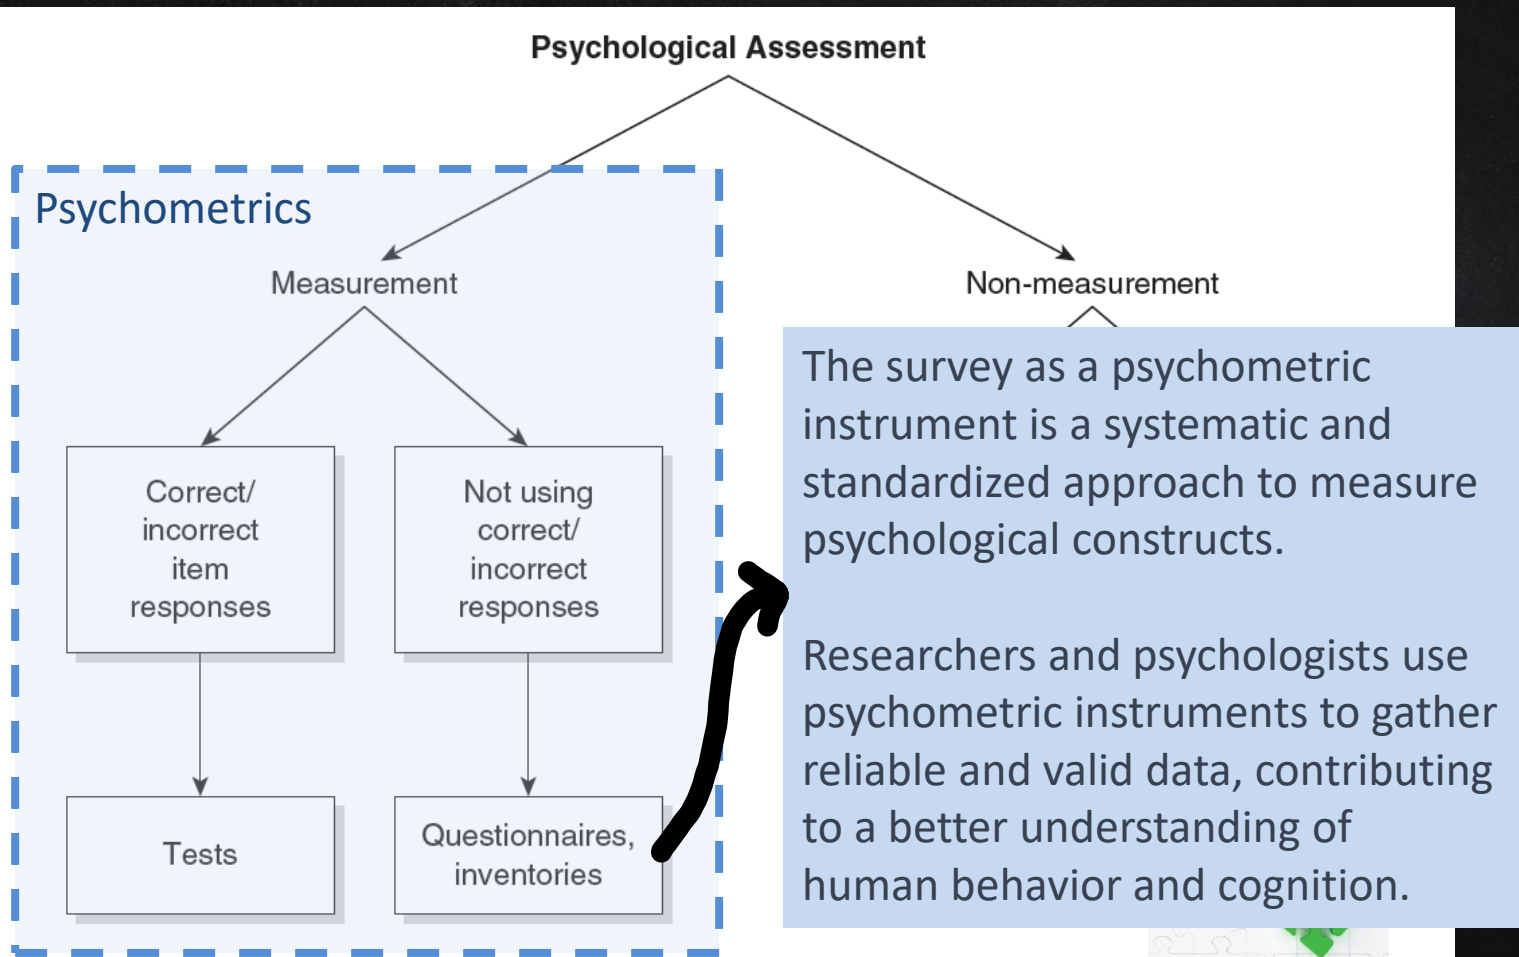 Psychological Assessment
Psychometrics
Measurement
Non-measurement
Correct/
incorrect
item
responses
Not using
correct/
incorrect
responses
Tests
Questionnaires,
inventories
The survey as a psychometric
instrument is a systematic and
standardized approach to measure
psychological constructs.
Researchers and psychologists use
psychometric instruments to gather
reliable and valid data, contributing
to a better understanding of
human behavior and cognition.